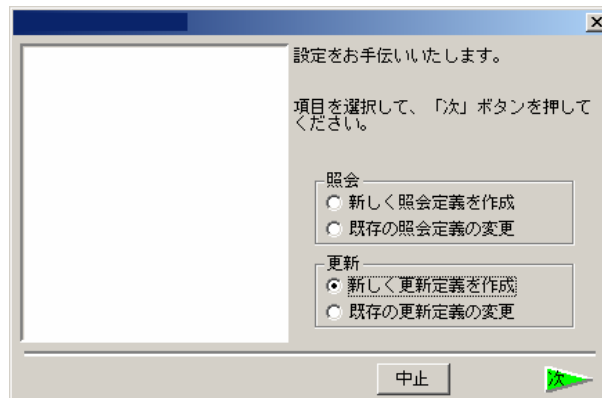 設定をお手伝いいたします。
項目を選択して、「次」ボタンを押して
ください。
照会
新しく照会定義を作成
既存の照会定義の変更
更新
新しく更新定義を作成
既存の更新定義の変更
中止
次